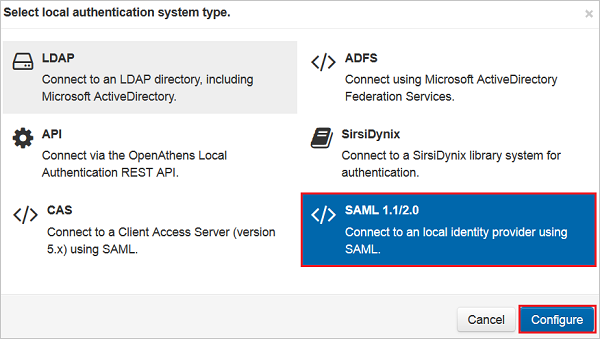 Select local authentication system type.
×
LDAP
Connect to an LDAP directory, including
Microsoft ActiveDirectory.
ADFS
Connect using Microsoft ActiveDirectory
Federation Services.
API
Connect via the OpenAthens Local
Authentication REST API.
SirsiDynix
Connect to a SirsiDynix library system for
authentication.
CAS
Connect to a Client Access Server (version
5.x) using SAML.
SAML 1.1/2.0
Connect to an local identity provider using
SAML.
Cancel
Configure